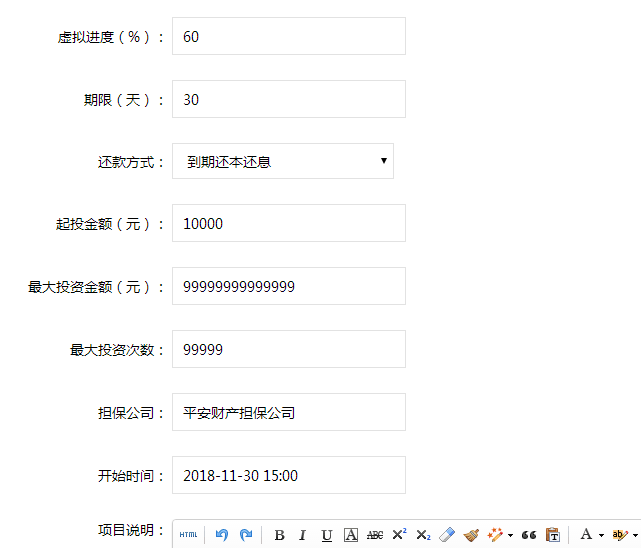 虚拟进度（%）： 60
期限（天）： 30
还款方式： 到期还本还息
起投金额（元）： 10000
最大投资金额（元）： 99999999999999
最大投资次数： 99999
担保公司： 平安财产担保公司
开始时间： 2018-11-30 15:00
项目说明： HTML B I U A ABC X² X₂ A ab